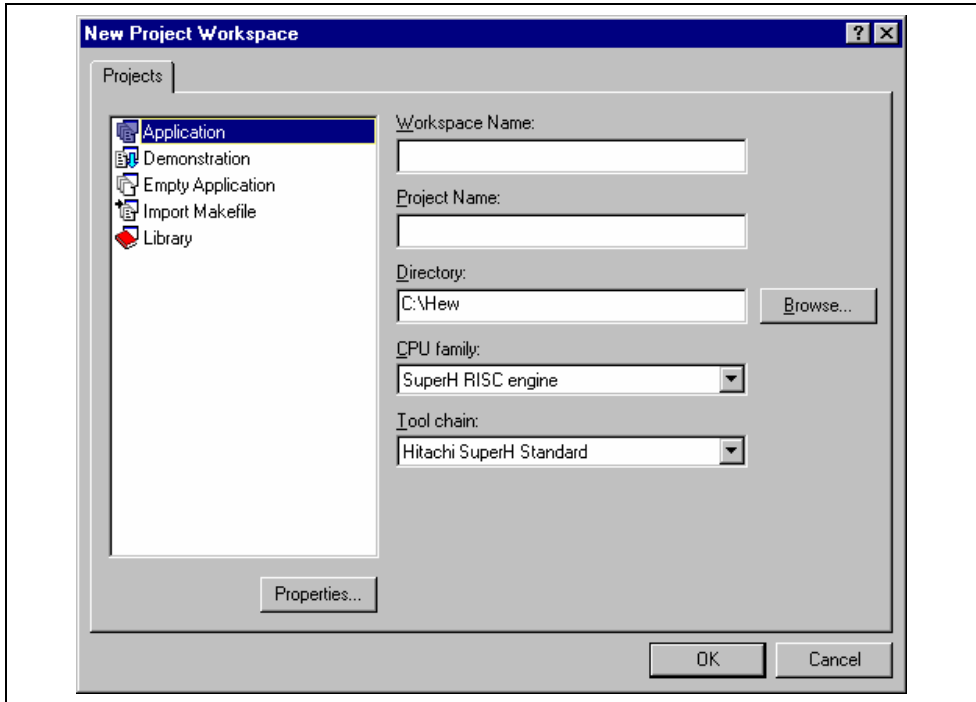 New Project Workspace
Projects
Application
Demonstration
Empty Application
Import Makefile
Library
Properties...
Workspace Name:
Project Name:
Directory:
C:\Hew
Browse...
CPU family:
SuperH RISC engine
Tool chain:
Hitachi SuperH Standard
OK
Cancel